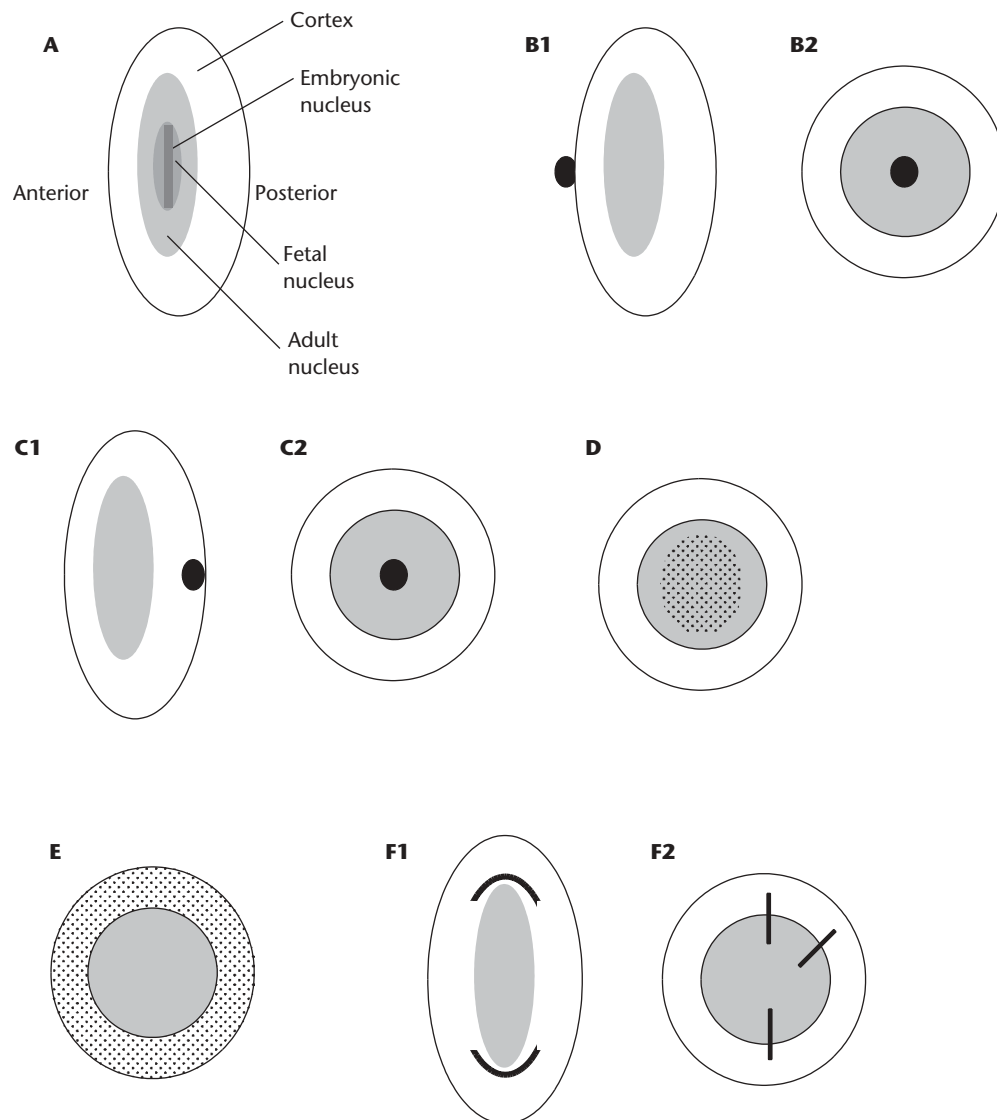 A
Cortex
Embryonic
nucleus
Anterior
Posterior
Fetal
nucleus
Adult
nucleus
B1
B2
C1
C2
D
E
F1
F2